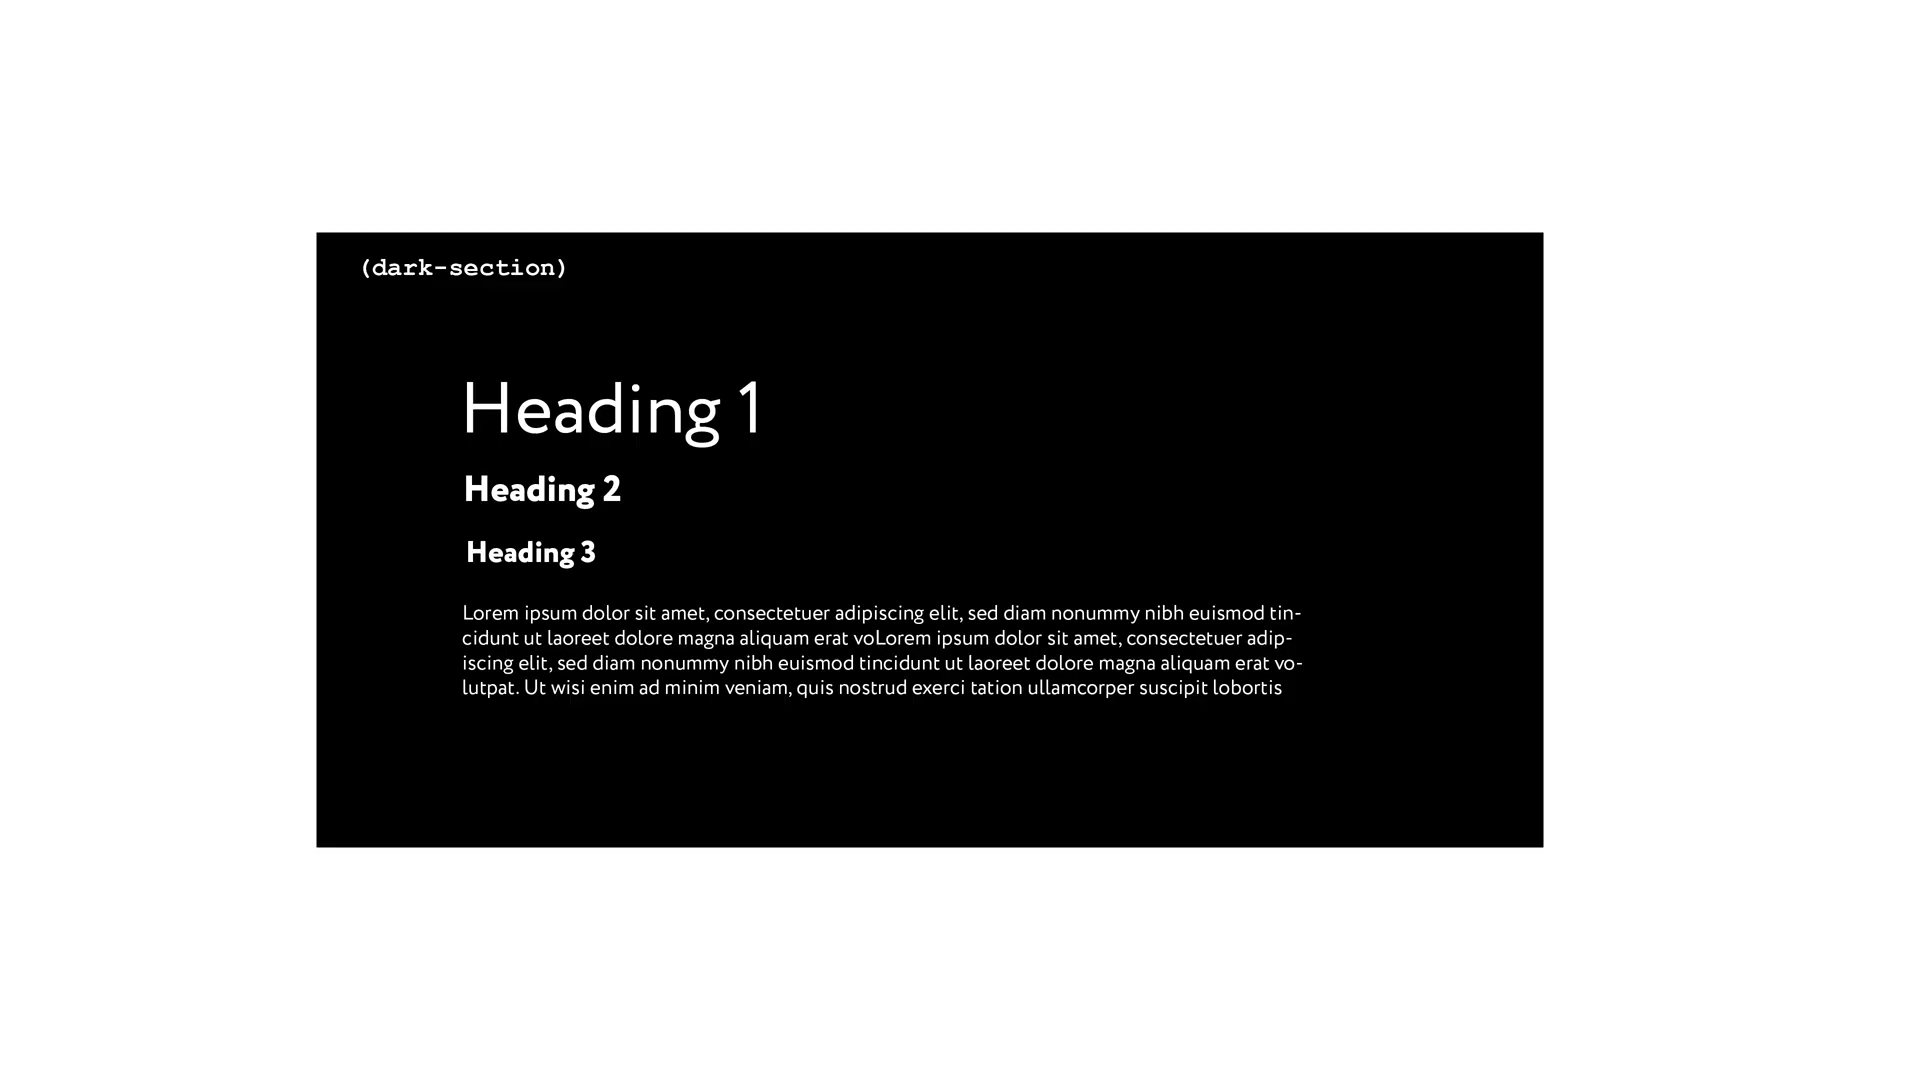 (dark-section)
Heading 1
Heading 2
Heading 3
Lorem ipsum dolor sit amet, consectetuer adipiscing elit, sed diam nonummy nibh euismod tin-
cidunt ut laoreet dolore magna aliquam erat voLorem ipsum dolor sit amet, consectetuer adip-
iscing elit, sed diam nonummy nibh euismod tincidunt ut laoreet dolore magna aliquam erat vo-
lutpat. Ut wisi enim ad minim veniam, quis nostrud exerci tation ullamcorper suscipit lobortis